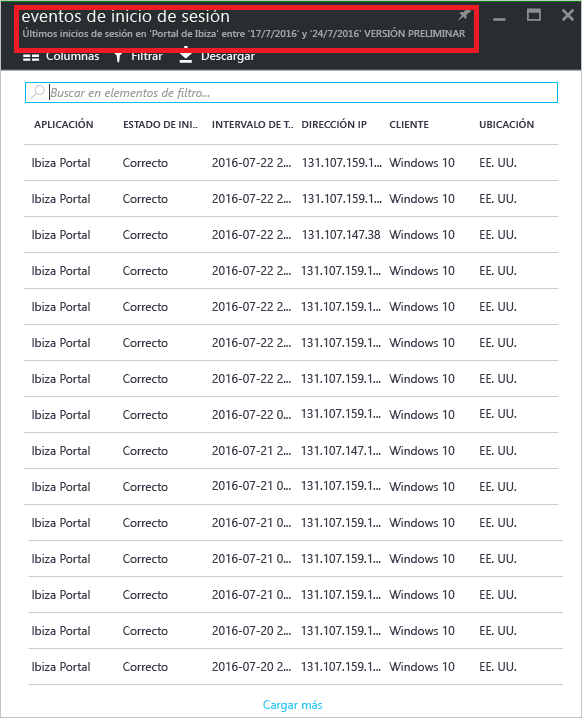 eventos de inicio de sesión
Últimos inicios de sesión en 'Portal de Ibiza' entre '17/7/2016' y '24/7/2016' VERSIÓN PRELIMINAR
Columnas Filtrar Descargar
Buscar en elementos de filtro...
APLICACIÓN ESTADO DE INI.. INTERVALO DE T.. DIRECCIÓN IP CLIENTE UBICACIÓN
Ibiza Portal Correcto 2016-07-22 2... 131.107.159.1... Windows 10 EE. UU.
Ibiza Portal Correcto 2016-07-22 2... 131.107.159.1... Windows 10 EE. UU.
Ibiza Portal Correcto 2016-07-22 2... 131.107.147.38 Windows 10 EE. UU.
Ibiza Portal Correcto 2016-07-22 2... 131.107.159.1... Windows 10 EE. UU.
Ibiza Portal Correcto 2016-07-22 2... 131.107.159.1... Windows 10 EE. UU.
Ibiza Portal Correcto 2016-07-22 2... 131.107.159.1... Windows 10 EE. UU.
Ibiza Portal Correcto 2016-07-22 2... 131.107.159.1... Windows 10 EE. UU.
Ibiza Portal Correcto 2016-07-22 0... 131.107.159.1... Windows 10 EE. UU.
Ibiza Portal Correcto 2016-07-21 2... 131.107.147.1... Windows 10 EE. UU.
Ibiza Portal Correcto 2016-07-21 0... 131.107.159.1... Windows 10 EE. UU.
Ibiza Portal Correcto 2016-07-21 0... 131.107.159.1... Windows 10 EE. UU.
Ibiza Portal Correcto 2016-07-21 0... 131.107.159.1... Windows 10 EE. UU.
Ibiza Portal Correcto 2016-07-21 0... 131.107.159.1... Windows 10 EE. UU.
Ibiza Portal Correcto 2016-07-20 2... 131.107.159.1... Windows 10 EE. UU.
Ibiza Portal Correcto 2016-07-20 2... 131.107.159.1... Windows 10 EE. UU.
Cargar más